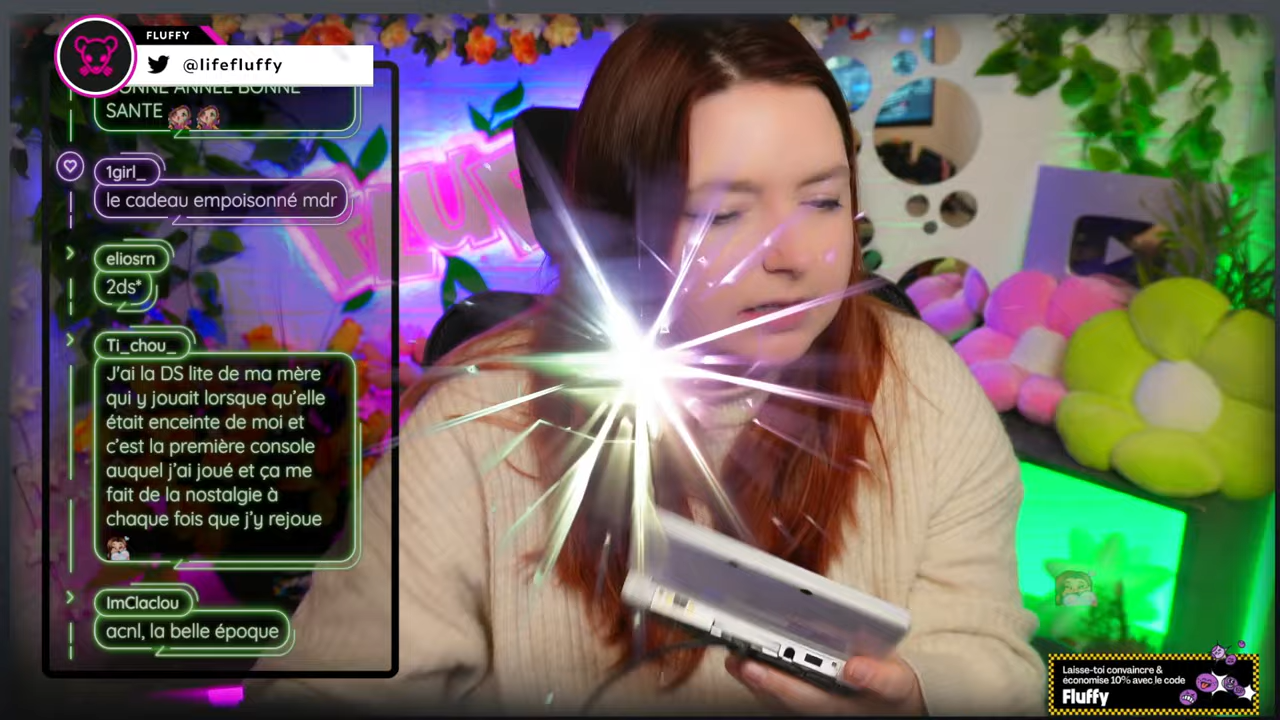 FLUFFY
@lifefluffy
BONNE ANNEE BONNE
SANTE
1girl_
le cadeau empoisonné mdr
eliosrn
2ds*
Ti_chou_
J'ai la DS lite de ma mère
qui y jouait lorsque qu'elle
était enceinte de moi et
c'est la première console
auquel j'ai joué et ça me
fait de la nostalgie à
chaque fois que j'y rejoue
ImClaclou
acnl, la belle époque
Laisse-toi convaincre &
économise 10% avec le code
Fluffy